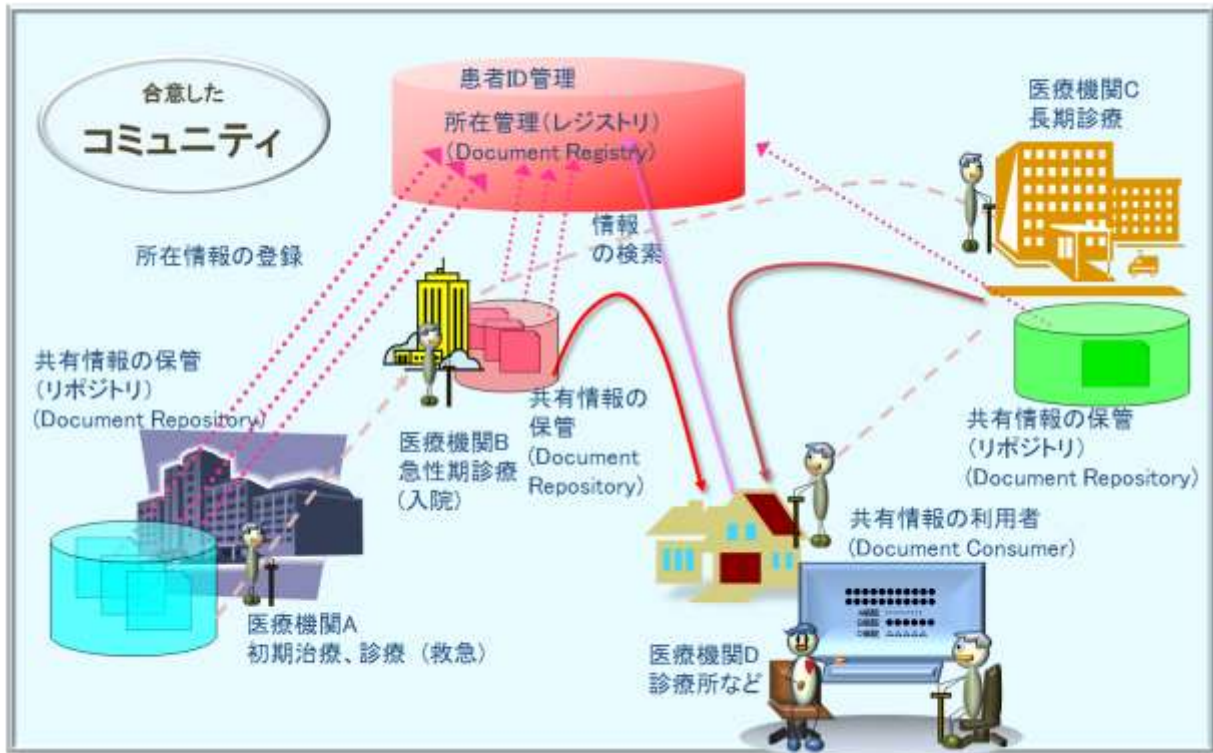 合意した
コミュニティ
患者ID管理
所在管理(レジストリ)
(Document Registry)
医療機関C
長期診療
所在情報の登録
情報
の検索
共有情報の保管
(リポジトリ)
(Document Repository)
医療機関B
急性期診療
(入院)
共有情報の
保管
(Document
Repository)
共有情報の保管
(リポジトリ)
(Document Repository)
共有情報の利用者
(Document Consumer)
医療機関A
初期治療、診療 (救急)
医療機関D
診療所など